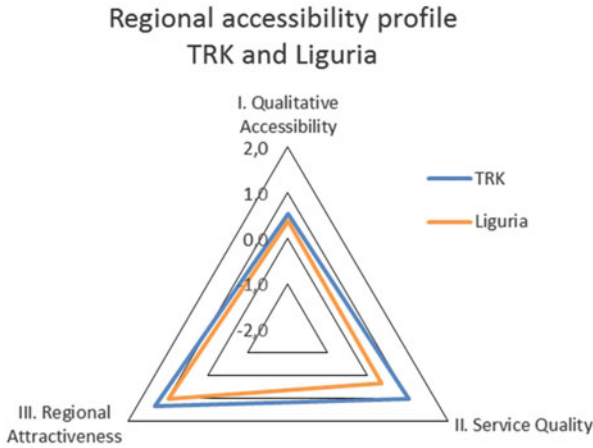 Regional accessibility profile
TRK and Liguria
I. Qualitative
Accessibility
2,0
1,0
0,0
-1,0
-2,0
TRK
Liguria
III. Regional
Attractiveness
II. Service Quality